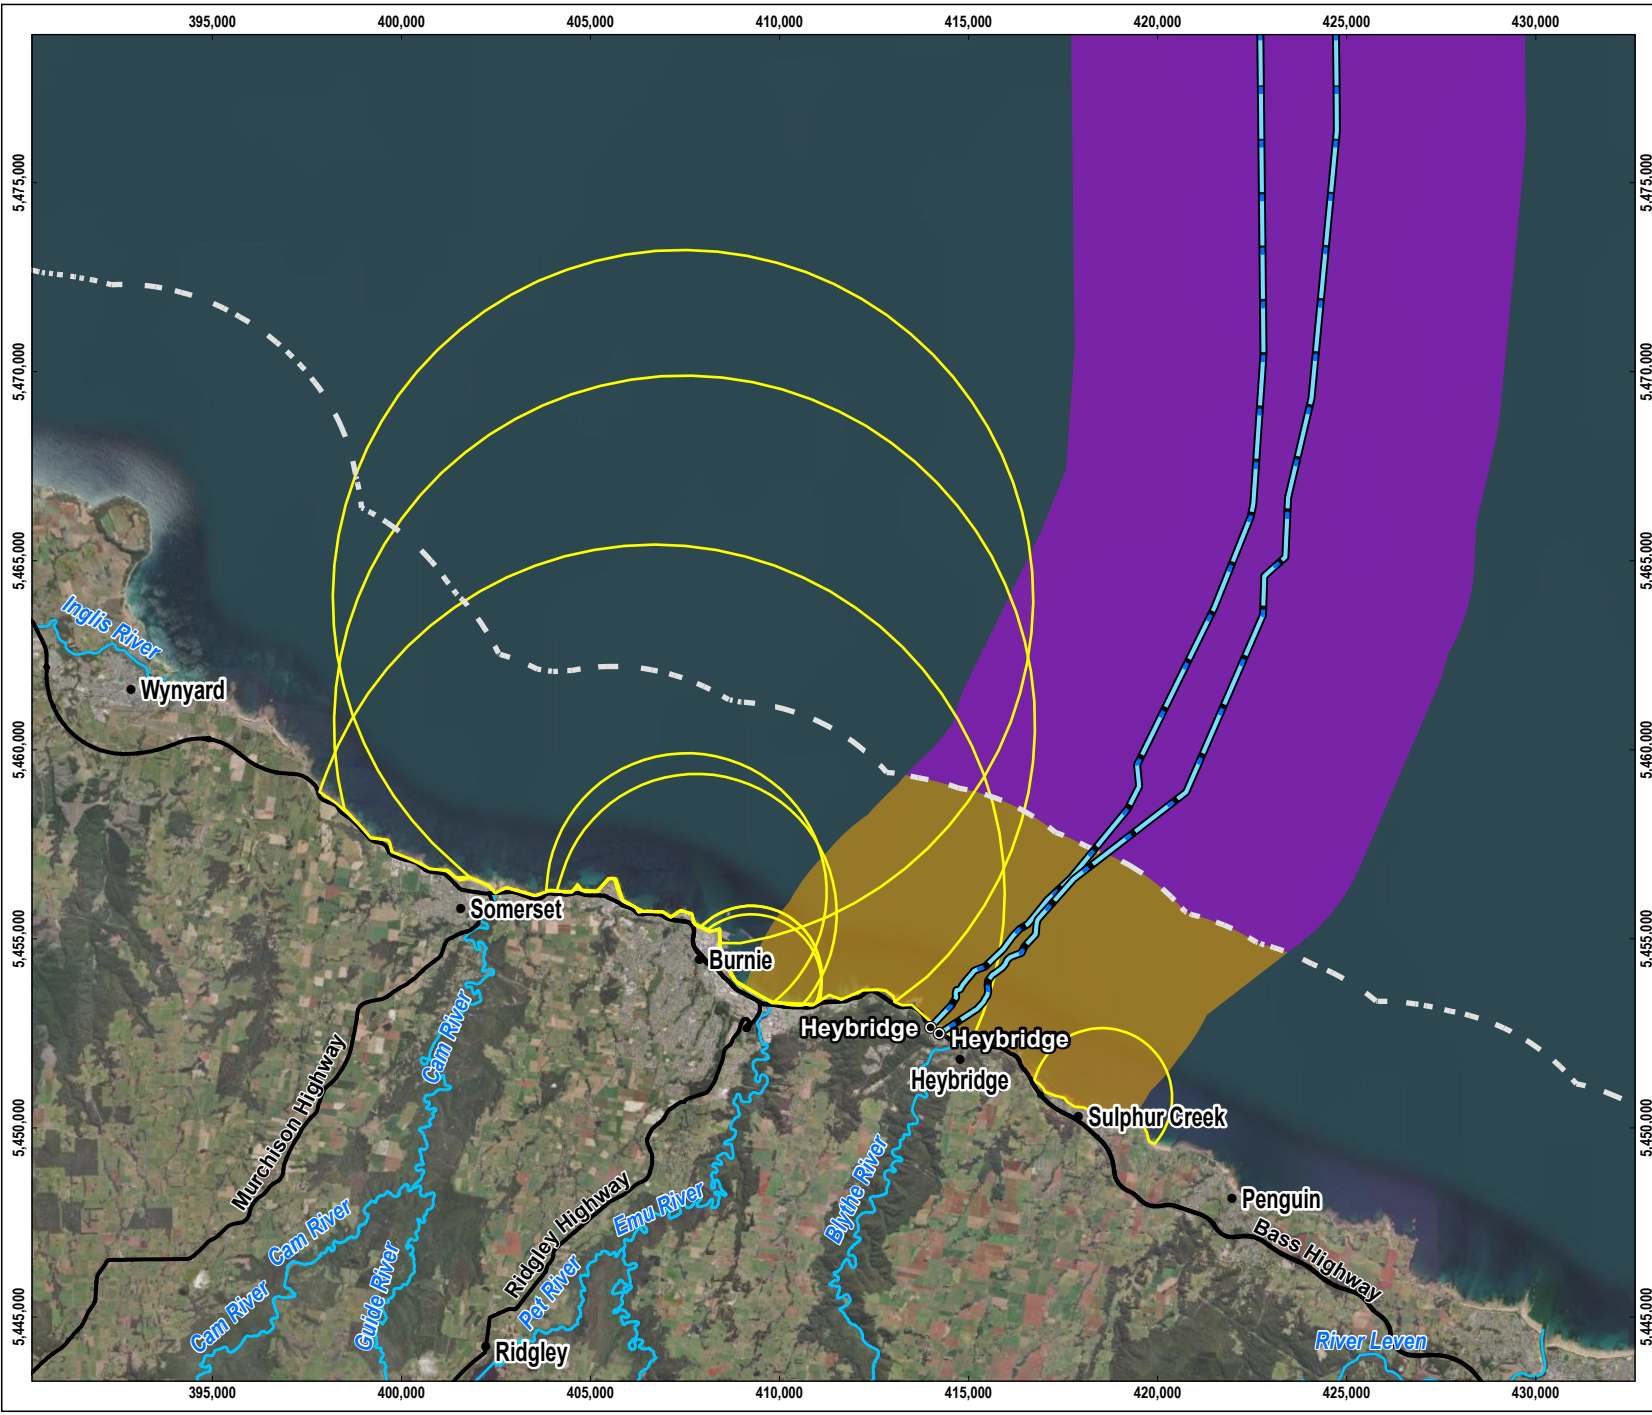 395,000 400,000 405,000 410,000 415,000 420,000 425,000 430,000
5,475,000 5,475,000
5,470,000 5,470,000
5,465,000 5,465,000
Inglis River
Wynyard
5,460,000 5,460,000
Somerset
5,455,000 5,455,000
Burnie
Cam River
Heybridge
Heybridge
Heybridge
Murchison Highway
Sulphur Creek
5,450,000 5,450,000
Blythe River
Ridgley Highway
Emu River
Penguin
Cam River
Bass Highway
Guide River
Pet River
Cam River
5,445,000 5,445,000
River Leven
Ridgley
395,000 400,000 405,000 410,000 415,000 420,000 425,000 430,000